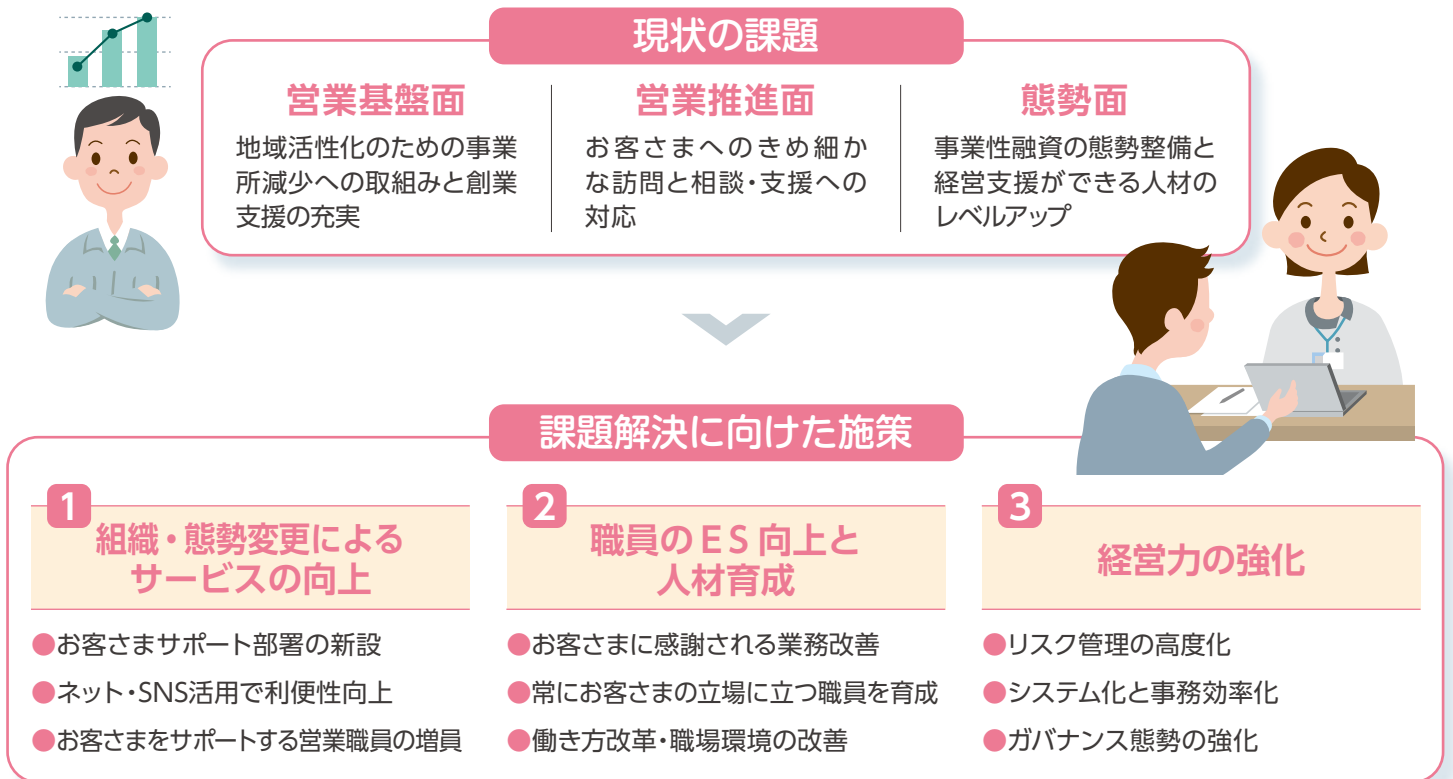 現状の課題
営業基盤面
地域活性化のための事業
所減少への取組みと創業
支援の充実
営業推進面
お客さまへのきめ細か
な訪問と相談・支援への
対応
態勢面
事業性融資の態勢整備と
経営支援ができる人材の
レベルアップ
課題解決に向けた施策
1
組織・態勢変更による
サービスの向上
●お客さまサポート部署の新設
●ネット・SNS活用で利便性向上
●お客さまをサポートする営業職員の増員
2
職員のES向上と
人材育成
●お客さまに感謝される業務改善
●常にお客さまの立場に立つ職員を育成
●働き方改革・職場環境の改善
3
経営力の強化
●リスク管理の高度化
●システム化と事務効率化
●ガバナンス態勢の強化